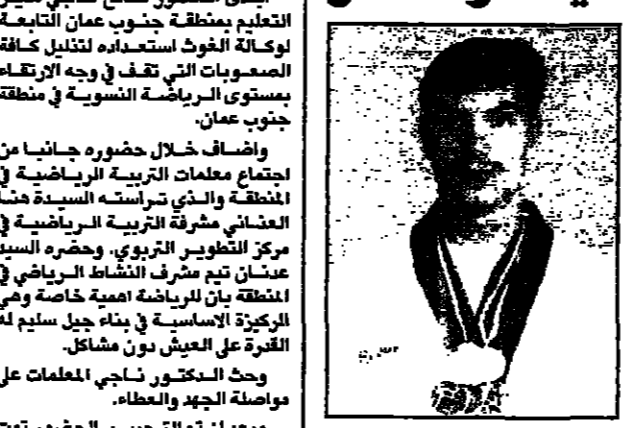 التعليم بمنطقة جنوب عمان التابعة
لوكالة الغوث استعداده لتذليل كافة
الصعوبات التي تقف في وجه الارتقاء
بمستوى الرياضة النسوية في منطقة
جنوب عمان.
واضاف خلال حضوره جانبا من
اجتماع معلمات التربية الرياضية في
المنطقة والذي تراسته السيدة هنا
العناني مشرفة التربية الرياضية في
مركز التطوير التربوي. وحضره السيد
عدنان تيم مشرف النشاط الرياضي في
المنطقة بان للرياضة اهمية خاصة وهي
الركيزة الاساسية في بناء جيل سليم له
القدرة على العيش دون مشاكل.
وحث الدكتور ناجي المعلمات على
مواصلة الجهد والعطاء.